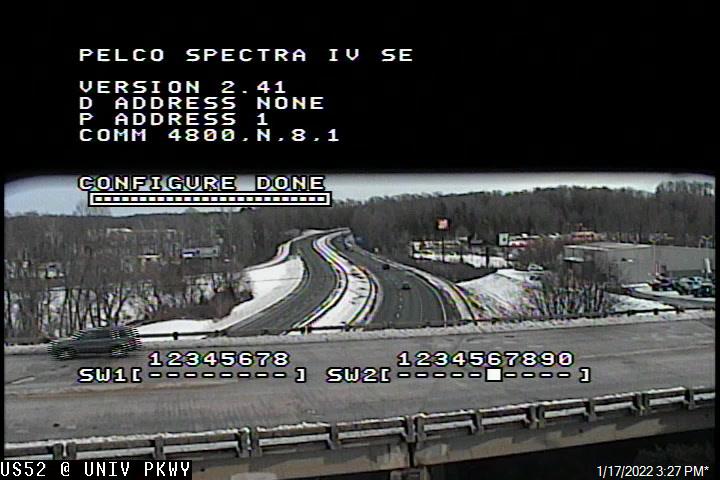 PELCO SPECTRA IV SE
VERSION 2.41
D ADDRESS NONE
P ADDRESS 1
COMM 4800,N,8,1
CONFIGURE DONE
12345678 1234567890
SW1[--------] SW2[-----■----]
US52 @ UNIV PKWY
1/17/2022 3:27 PM*